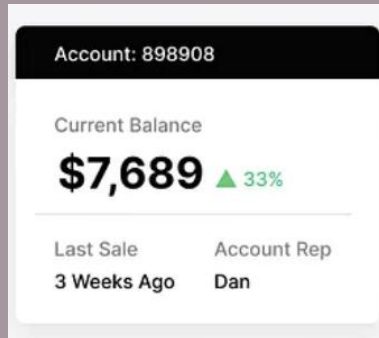 Account: 898908
Current Balance
$7,689 ▲ 33%
Last Sale Account Rep
3 Weeks Ago Dan